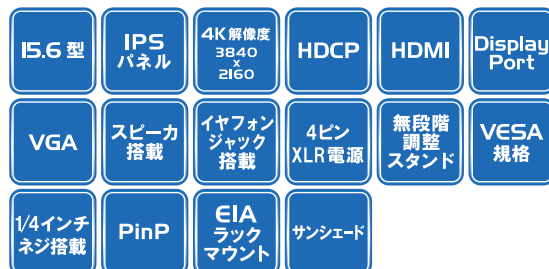 15.6 型
IPS
パネル
4K 解像度
3840
x
2160
HDCP
HDMI
Display
Port
VGA
スピーカ
搭載
イヤフォン
ジャック
搭載
4ピン
XLR電源
無段階
調整
スタンド
VESA
規格
1/4インチ
ネジ搭載
PinP
EIA
ラック
マウント
サンシェード